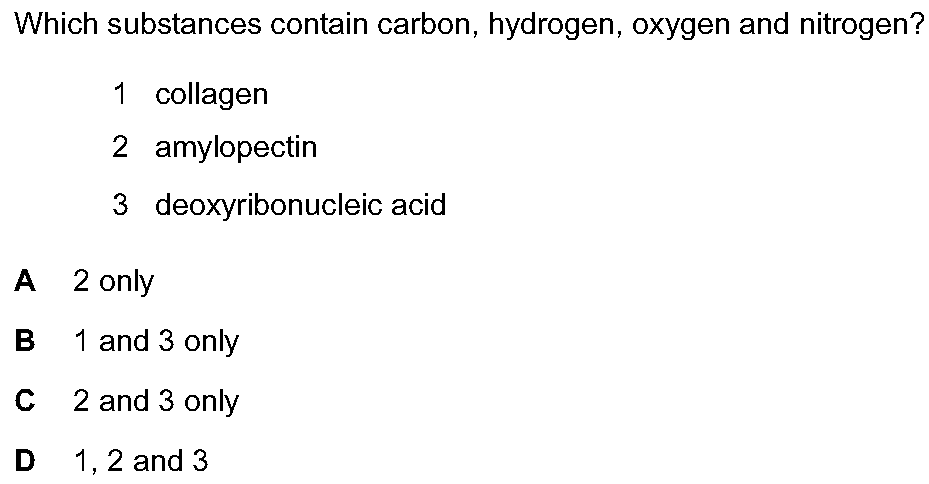 Which substances contain carbon, hydrogen, oxygen and nitrogen?
1 collagen
2 amylopectin
3 deoxyribonucleic acid
A 2 only
B 1 and 3 only
C 2 and 3 only
D 1, 2 and 3